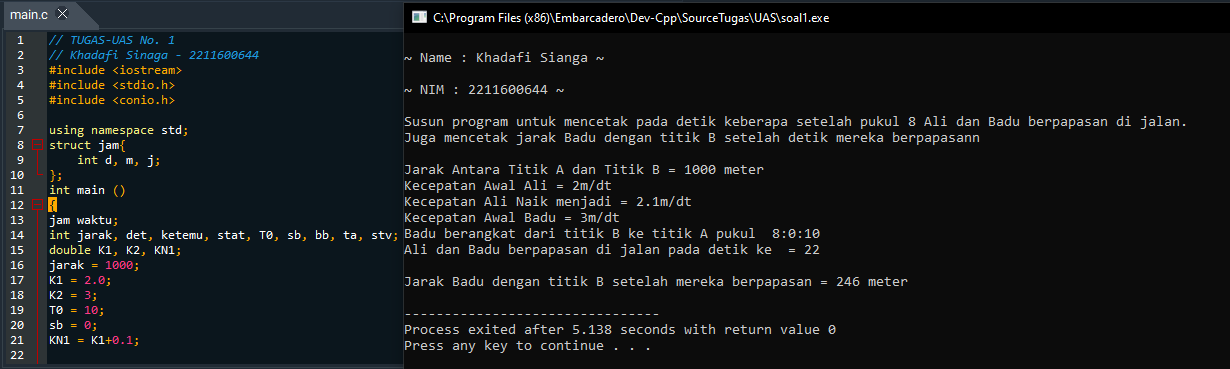 main.c
1 // TUGAS-UAS No. 1
2 // Khadafi Sinaga - 2211600644
3 #include <iostream>
4 #include <stdio.h>
5 #include <conio.h>
6
7 using namespace std;
8 struct jam{
9 int d, m, j;
10 };
11 int main ()
12 {
13 jam waktu;
14 int jarak, det, ketemu, stat, T0, sb, bb, ta, stv;
15 double K1, K2, KN1;
16 jarak = 1000;
17 K1 = 2.0;
18 K2 = 3;
19 T0 = 10;
20 sb = 0;
21 KN1 = K1+0.1;
22
C:\Program Files (x86)\Embarcadero\Dev-Cpp\SourceTugas\UAS\soal1.exe
~ Name : Khadafi Sianga ~
~ NIM : 2211600644 ~
Susun program untuk mencetak pada detik keberapa setelah pukul 8 Ali dan Badu berpapasan di jalan.
Juga mencetak jarak Badu dengan titik B setelah detik mereka berpapasann
Jarak Antara Titik A dan Titik B = 1000 meter
Kecepatan Awal Ali = 2m/dt
Kecepatan Ali Naik menjadi = 2.1m/dt
Kecepatan Awal Badu = 3m/dt
Badu berangkat dari titik B ke titik A pukul  8:0:10
Ali dan Badu berpapasan di jalan pada detik ke  = 22
Jarak Badu dengan titik B setelah mereka berpapasan = 246 meter
--------------------------------
Process exited after 5.138 seconds with return value 0
Press any key to continue . . .